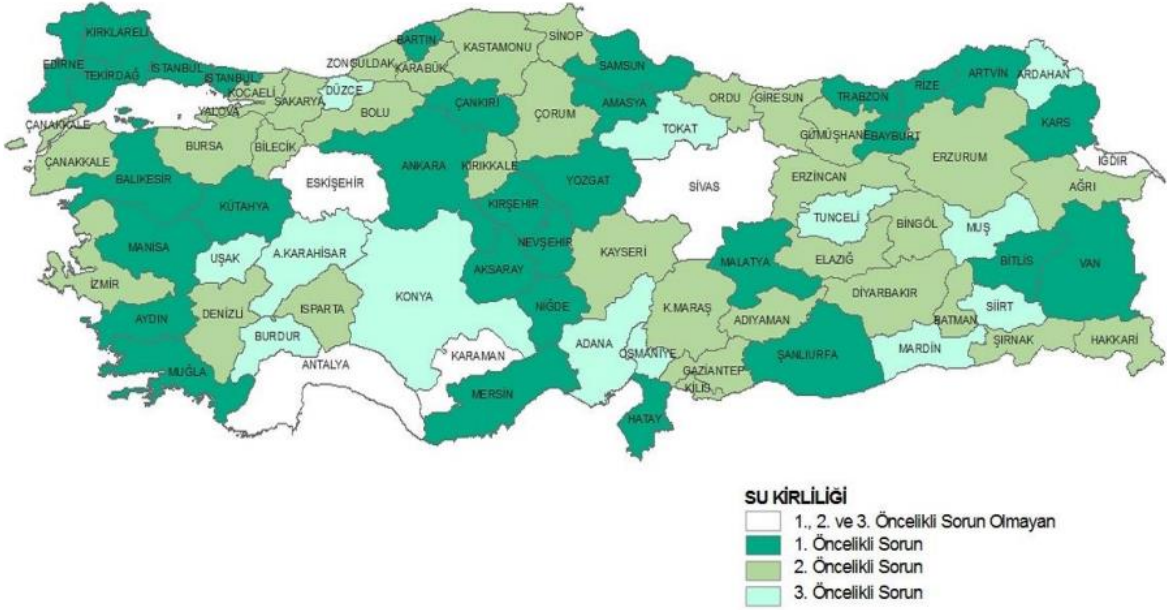 KIRKLARELİ
EDİRNE
TEKİRDAĞ
İSTANBUL
İSTANBUL
KOCAELİ
YALOVA
SAKARYA
DÜZCE
ZONGULDAK
BARTIN
KARABÜK
KASTAMONU
SİNOP
SAMSUN
AMASYA
ORDU
GİRESUN
TRABZON
RİZE
ARTVİN
ARDAHAN
KARS
IĞDIR
AĞRI
ERZURUM
BAYBURT
GÜMÜŞHANE
ERZİNCAN
TOKAT
ÇORUM
ÇANKIRI
BOLU
BİLECİK
BURSA
ÇANAKKALE
ÇANAKKALE
BALIKESİR
KÜTAHYA
ESKİŞEHİR
ANKARA
KIRIKKALE
YOZGAT
SİVAS
TUNCELİ
BİNGÖL
MUŞ
BİTLİS
VAN
ELAZIĞ
MALATYA
KAYSERİ
KIRŞEHİR
NEVŞEHİR
AKSARAY
NİĞDE
KONYA
A.KARAHİSAR
UŞAK
MANİSA
İZMİR
AYDIN
DENİZLİ
ISPARTA
BURDUR
MUĞLA
ANTALYA
KARAMAN
MERSİN
ADANA
OSMANİYE
K.MARAŞ
ADIYAMAN
DİYARBAKIR
BATMAN
SİİRT
ŞIRNAK
HAKKARİ
MARDİN
ŞANLIURFA
GAZİANTEP
KİLİS
HATAY
SU KİRLİLİĞİ
1., 2. ve 3. Öncelikli Sorun Olmayan
1. Öncelikli Sorun
2. Öncelikli Sorun
3. Öncelikli Sorun